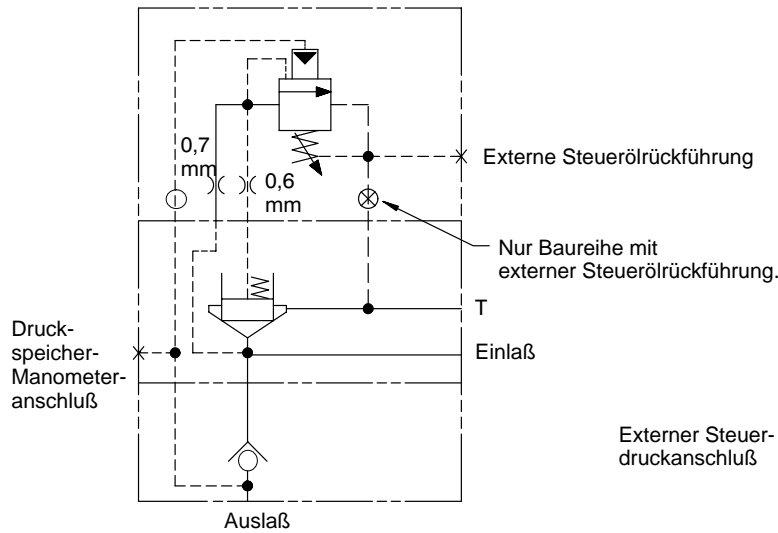 0,7
mm
0,6
mm
Externe Steuerölrückführung
Nur Baureihe mit
externer Steuerölrückführung.
T
Druck-
speicher-
Manometer-
anschluß
Einlaß
Externer Steuer-
druckanschluß
Auslaß